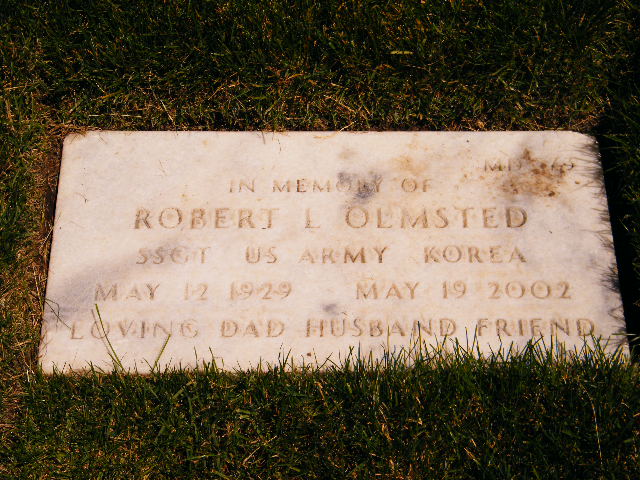 IN MEMORY OF
ROBERT L OLMSTED
SSGT US ARMY KOREA
MAY 12 1929 MAY 19 2002
LOVING DAD HUSBAND FRIEND